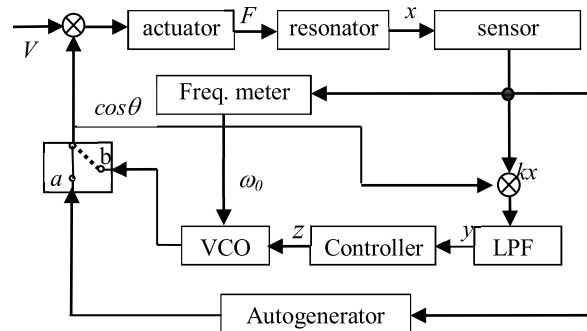 V
actuator
F
resonator
x
sensor
Freq. meter
cosθ
a
b
ω₀
kx
VCO
z
Controller
y
LPF
Autogenerator